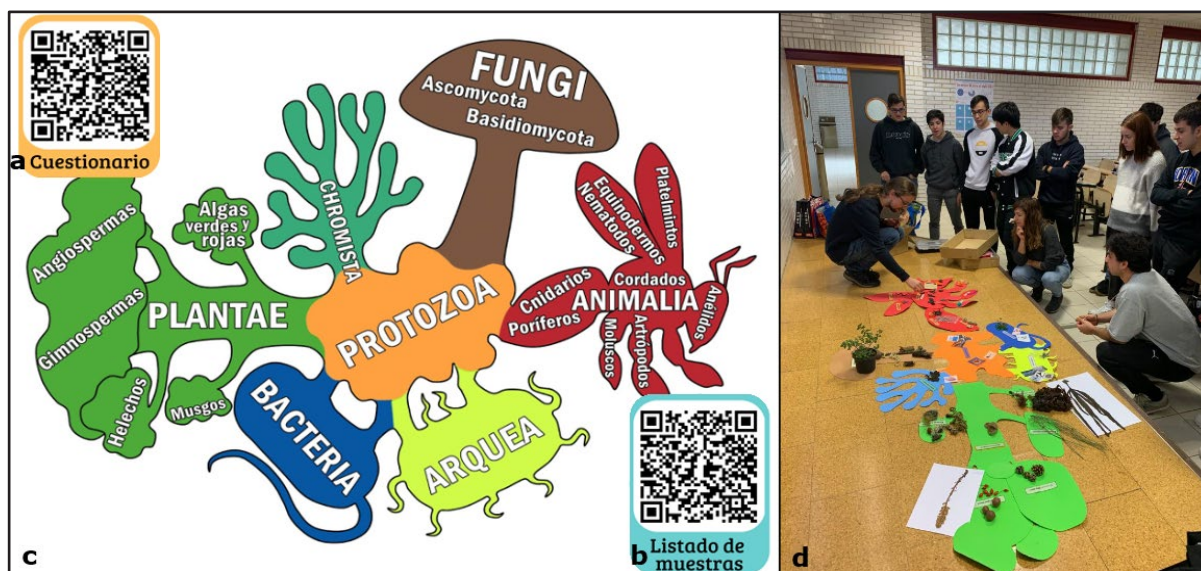 a Cuestionario
FUNGI
Ascomycota
Basidiomycota
CHROMISTA
Algas
verdes y
rojas
Angiospermas
Gimnospermas
PLANTAE
Helechos
Musgos
PROTOZOA
BACTERIA
ARQUEA
Platelmintos
Equinodermos
Nematodos
Cordados
Cnidarios
ANIMALIA
Poríferos
Anélidos
Moluscos
Artrópodos
b Listado de
muestras
c
d